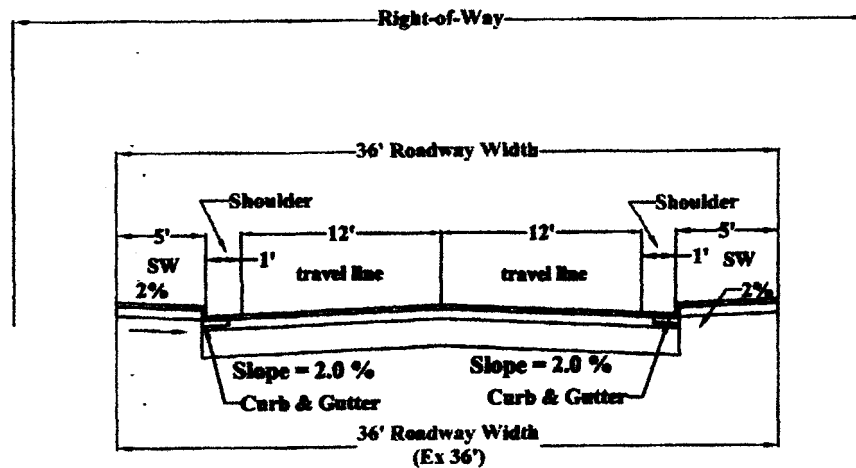 Right-of-Way
36' Roadway Width
Shoulder
Shoulder
5' 12' 12' 5'
SW 1' travel line travel line 1' SW
2% 2%
Slope = 2.0 % Slope = 2.0 %
Curb & Gutter Curb & Gutter
36' Roadway Width
(Ex 36')